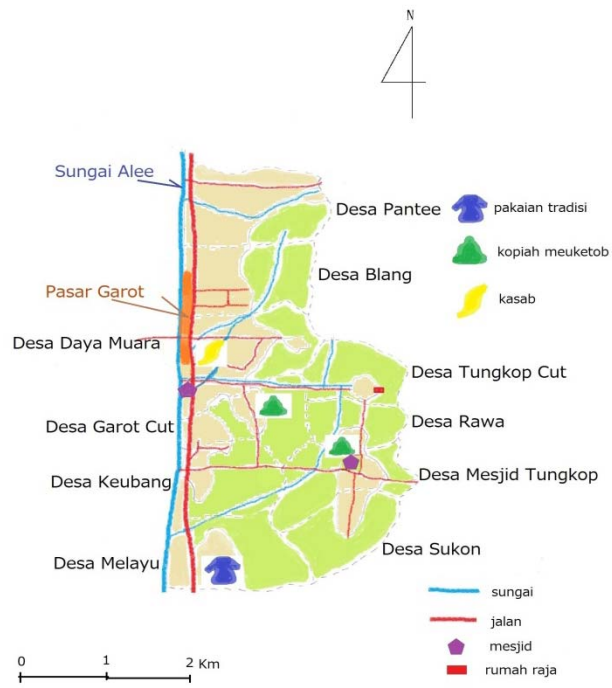 N
Sungai Alee
Desa Pantee
pakaian tradisi
kopiah meuketob
Desa Blang
Pasar Garot
kasab
Desa Daya Muara
Desa Tungkop Cut
Desa Garot Cut
Desa Rawa
Desa Keubang
Desa Mesjid Tungkop
Desa Melayu
Desa Sukon
sungai
jalan
mesjid
rumah raja
0 1 2 Km